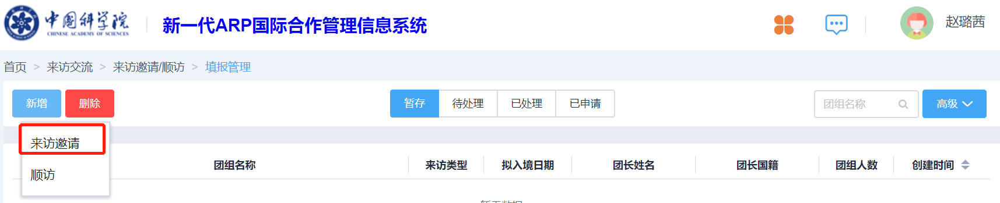 中国科学院
CHINESE ACADEMY OF SCIENCES
新一代ARP国际合作管理信息系统
赵璐茜
首页 > 来访交流 > 来访邀请/顺访 > 填报管理
新增 删除 暂存 待处理 已处理 已申请 团组名称 高级
来访邀请
顺访
团组名称 来访类型 拟入境日期 团长姓名 团长国籍 团组人数 创建时间